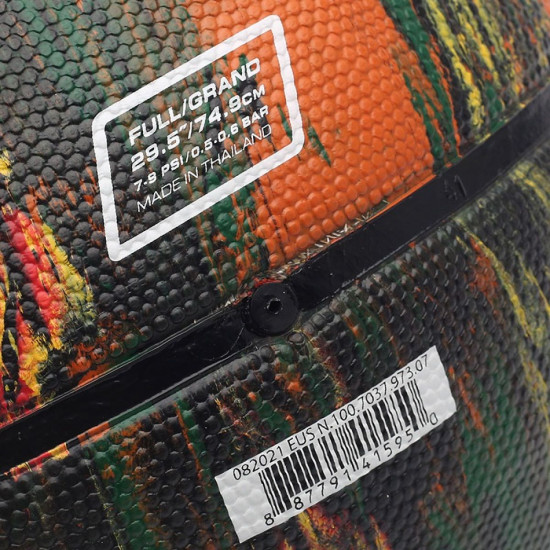 FULL/GRAND
29.5"/74.9CM
7-9 PSI/0.5-0.6 BAR
MADE IN THAILAND
082021 EUS N.100.7037 973.07
8 87791 41595 0